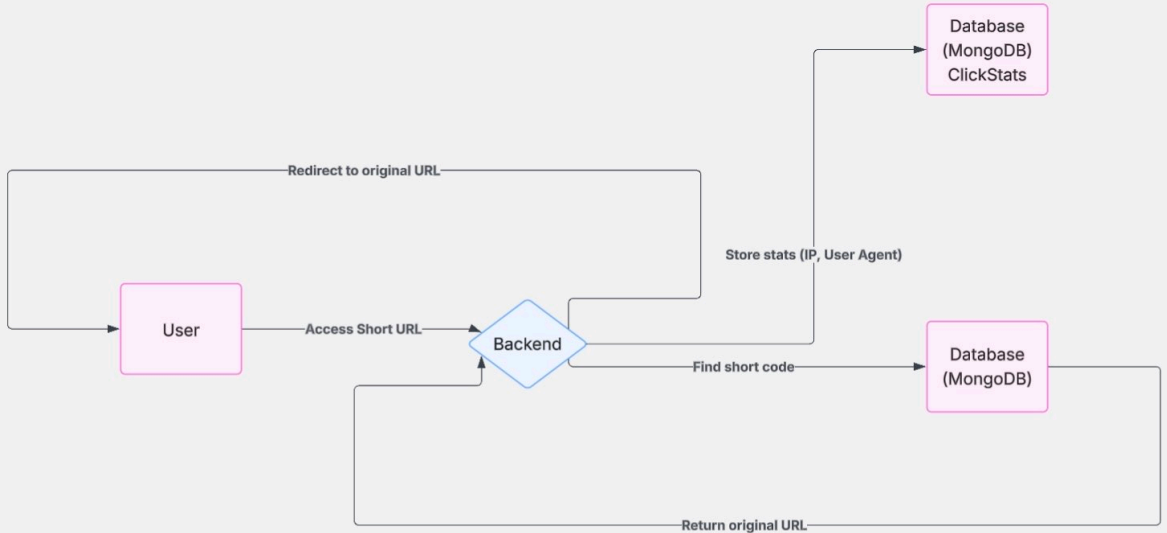 Database
(MongoDB)
ClickStats
Redirect to original URL
Store stats (IP, User Agent)
User
Access Short URL
Backend
Find short code
Database
(MongoDB)
Return original URL